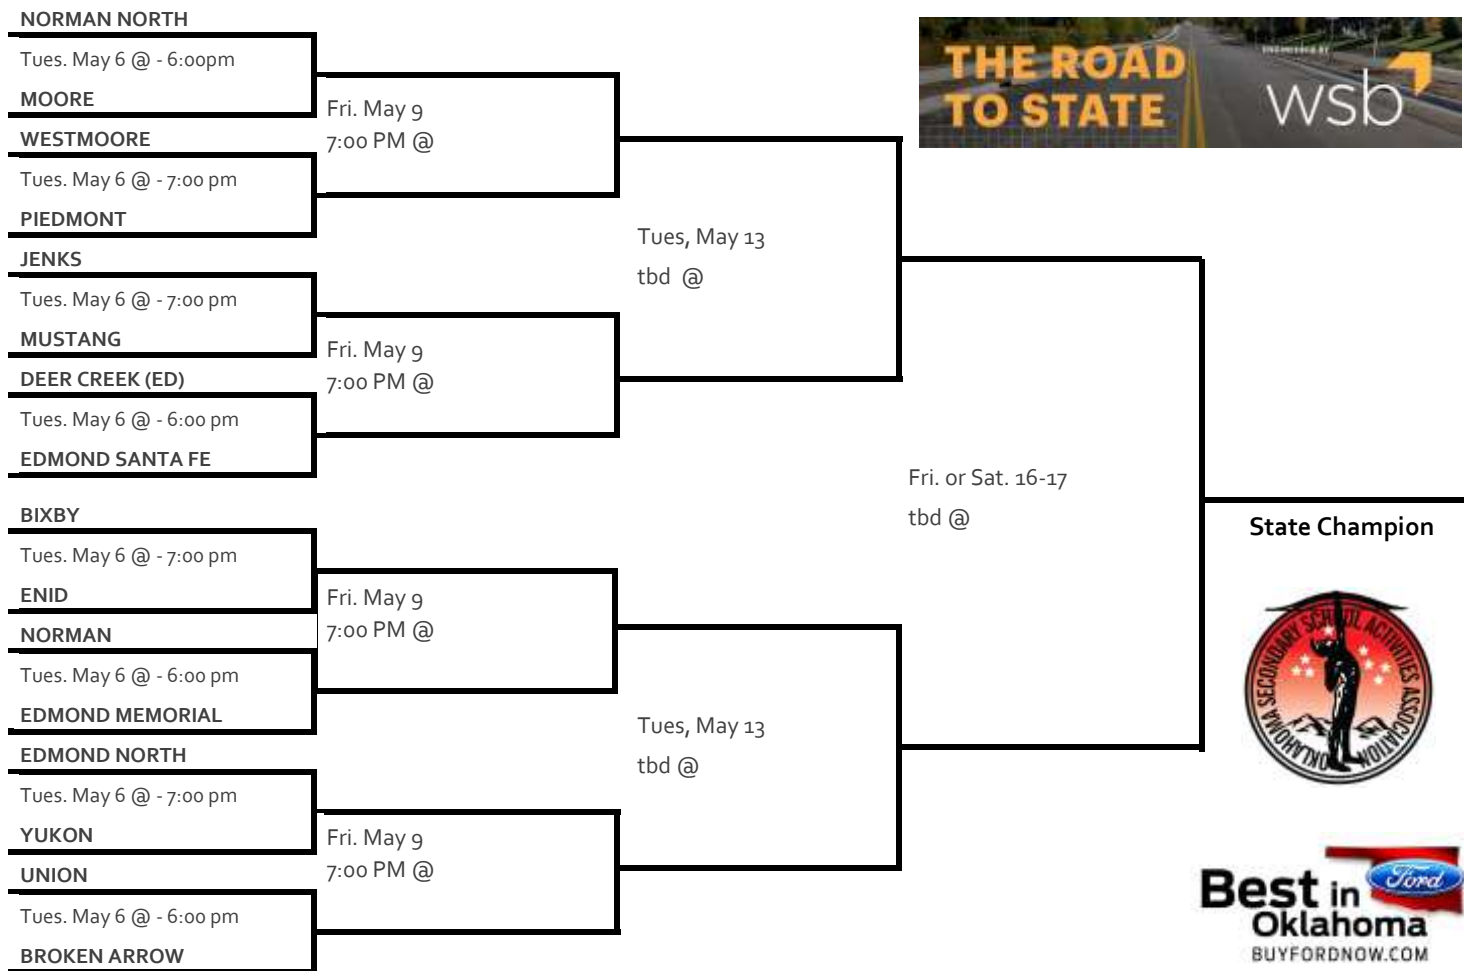 NORMAN NORTH
Tues. May 6 @ - 6:00pm
MOORE
WESTMOORE
Tues. May 6 @ - 7:00 pm
PIEDMONT
JENKS
Tues. May 6 @ - 7:00 pm
MUSTANG
DEER CREEK (ED)
Tues. May 6 @ - 6:00 pm
EDMOND SANTA FE
BIXBY
Tues. May 6 @ - 7:00 pm
ENID
NORMAN
Tues. May 6 @ - 6:00 pm
EDMOND MEMORIAL
EDMOND NORTH
Tues. May 6 @ - 7:00 pm
YUKON
UNION
Tues. May 6 @ - 6:00 pm
BROKEN ARROW
Fri. May 9
7:00 PM @
Fri. May 9
7:00 PM @
Fri. May 9
7:00 PM @
Fri. May 9
7:00 PM @
Tues, May 13
tbd @
Tues, May 13
tbd @
Fri. or Sat. 16-17
tbd @
THE ROAD
TO STATE
wsb
State Champion
OKLAHOMA SECONDARY SCHOOL ACTIVITIES ASSOCIATION
Best in
Oklahoma
Ford
BUYFORDNOW.COM